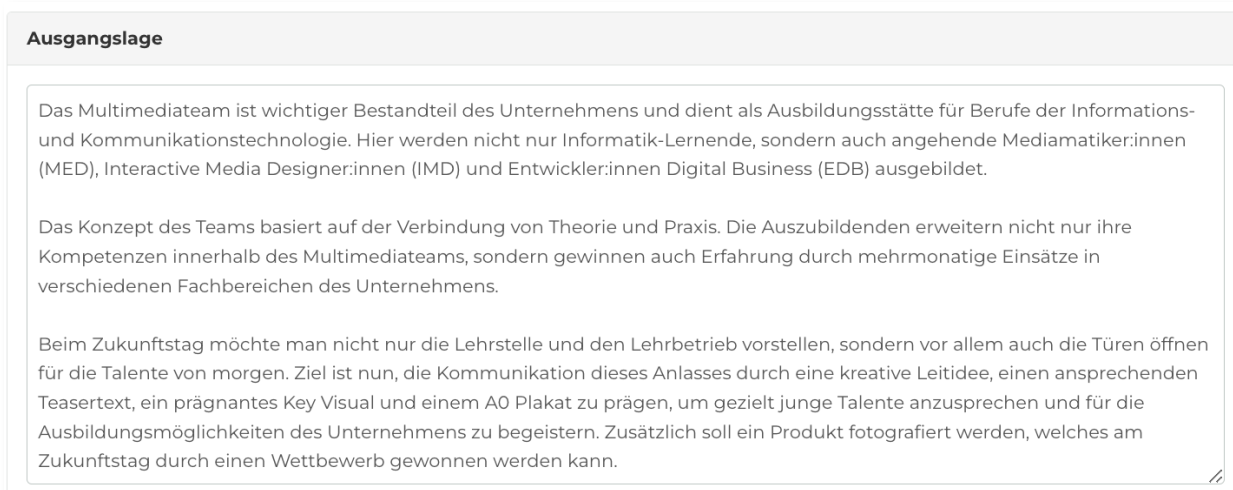 Ausgangslage
Das Multimediateam ist wichtiger Bestandteil des Unternehmens und dient als Ausbildungsstätte für Berufe der Informations-
und Kommunikationstechnologie. Hier werden nicht nur Informatik-Lernende, sondern auch angehende Mediamatiker:innen
(MED), Interactive Media Designer:innen (IMD) und Entwickler:innen Digital Business (EDB) ausgebildet.
Das Konzept des Teams basiert auf der Verbindung von Theorie und Praxis. Die Auszubildenden erweitern nicht nur ihre
Kompetenzen innerhalb des Multimediateams, sondern gewinnen auch Erfahrung durch mehrmonatige Einsätze in
verschiedenen Fachbereichen des Unternehmens.
Beim Zukunftstag möchte man nicht nur die Lehrstelle und den Lehrbetrieb vorstellen, sondern vor allem auch die Türen öffnen
für die Talente von morgen. Ziel ist nun, die Kommunikation dieses Anlasses durch eine kreative Leitidee, einen ansprechenden
Teasertext, ein prägnantes Key Visual und einem A0 Plakat zu prägen, um gezielt junge Talente anzusprechen und für die
Ausbildungsmöglichkeiten des Unternehmens zu begeistern. Zusätzlich soll ein Produkt fotografiert werden, welches am
Zukunftstag durch einen Wettbewerb gewonnen werden kann.